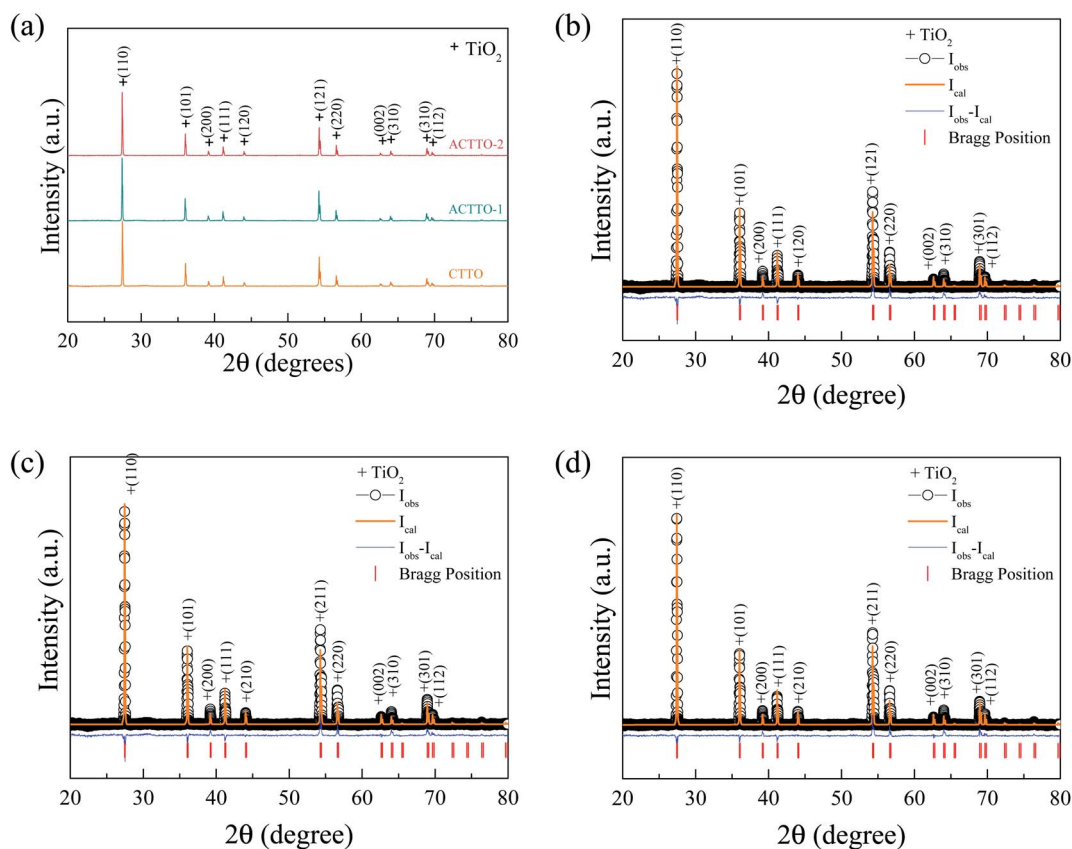 (a)
Intensity (a.u.)
+ TiO2
+(110)
+(101)
+(200)
+(111)
+(120)
+(121)
+(220)
+(002)
+(310)
+(310)
+(112)
ACTTO-2
ACTTO-1
CTTO
20 30 40 50 60 70 80
2θ (degrees)
(b)
Intensity (a.u.)
+ TiO2
Iobs
Ical
Iobs-Ical
Bragg Position
+(110)
+(101)
+(200)
+(111)
+(120)
+(121)
+(220)
+(002)
+(310)
+(301)
+(112)
20 30 40 50 60 70 80
2θ (degree)
(c)
Intensity (a.u.)
+ TiO2
Iobs
Ical
Iobs-Ical
Bragg Position
+(110)
+(101)
+(200)
+(111)
+(210)
+(211)
+(220)
+(002)
+(310)
+(301)
+(112)
20 30 40 50 60 70 80
2θ (degree)
(d)
Intensity (a.u.)
+ TiO2
Iobs
Ical
Iobs-Ical
Bragg Position
+(110)
+(101)
+(200)
+(111)
+(210)
+(211)
+(220)
+(002)
+(310)
+(301)
+(112)
20 30 40 50 60 70 80
2θ (degree)